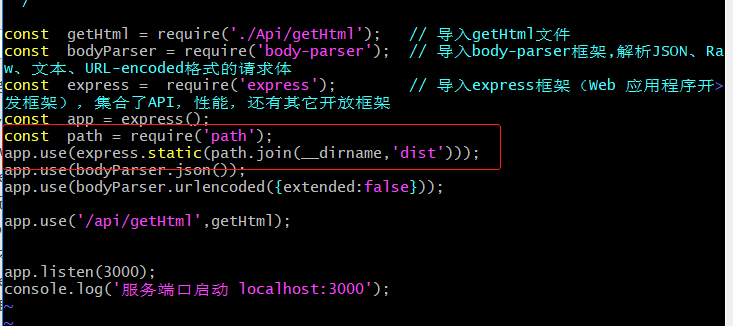 /
const  getHtml = require('./Api/getHtml');   // 导入getHtml文件
const  bodyParser = require('body-parser');  // 导入body-parser框架,解析JSON、Ra
w、文本、URL-encoded格式的请求体
const  express =  require('express');        // 导入express框架（Web 应用程序开>
发框架），集合了API，性能，还有其它开放框架
const  app = express();
const  path = require('path');
app.use(express.static(path.join(__dirname,'dist')));
app.use(bodyParser.json());
app.use(bodyParser.urlencoded({extended:false}));
app.use('/api/getHtml',getHtml);
app.listen(3000);
console.log('服务端口启动 localhost:3000');
~
~